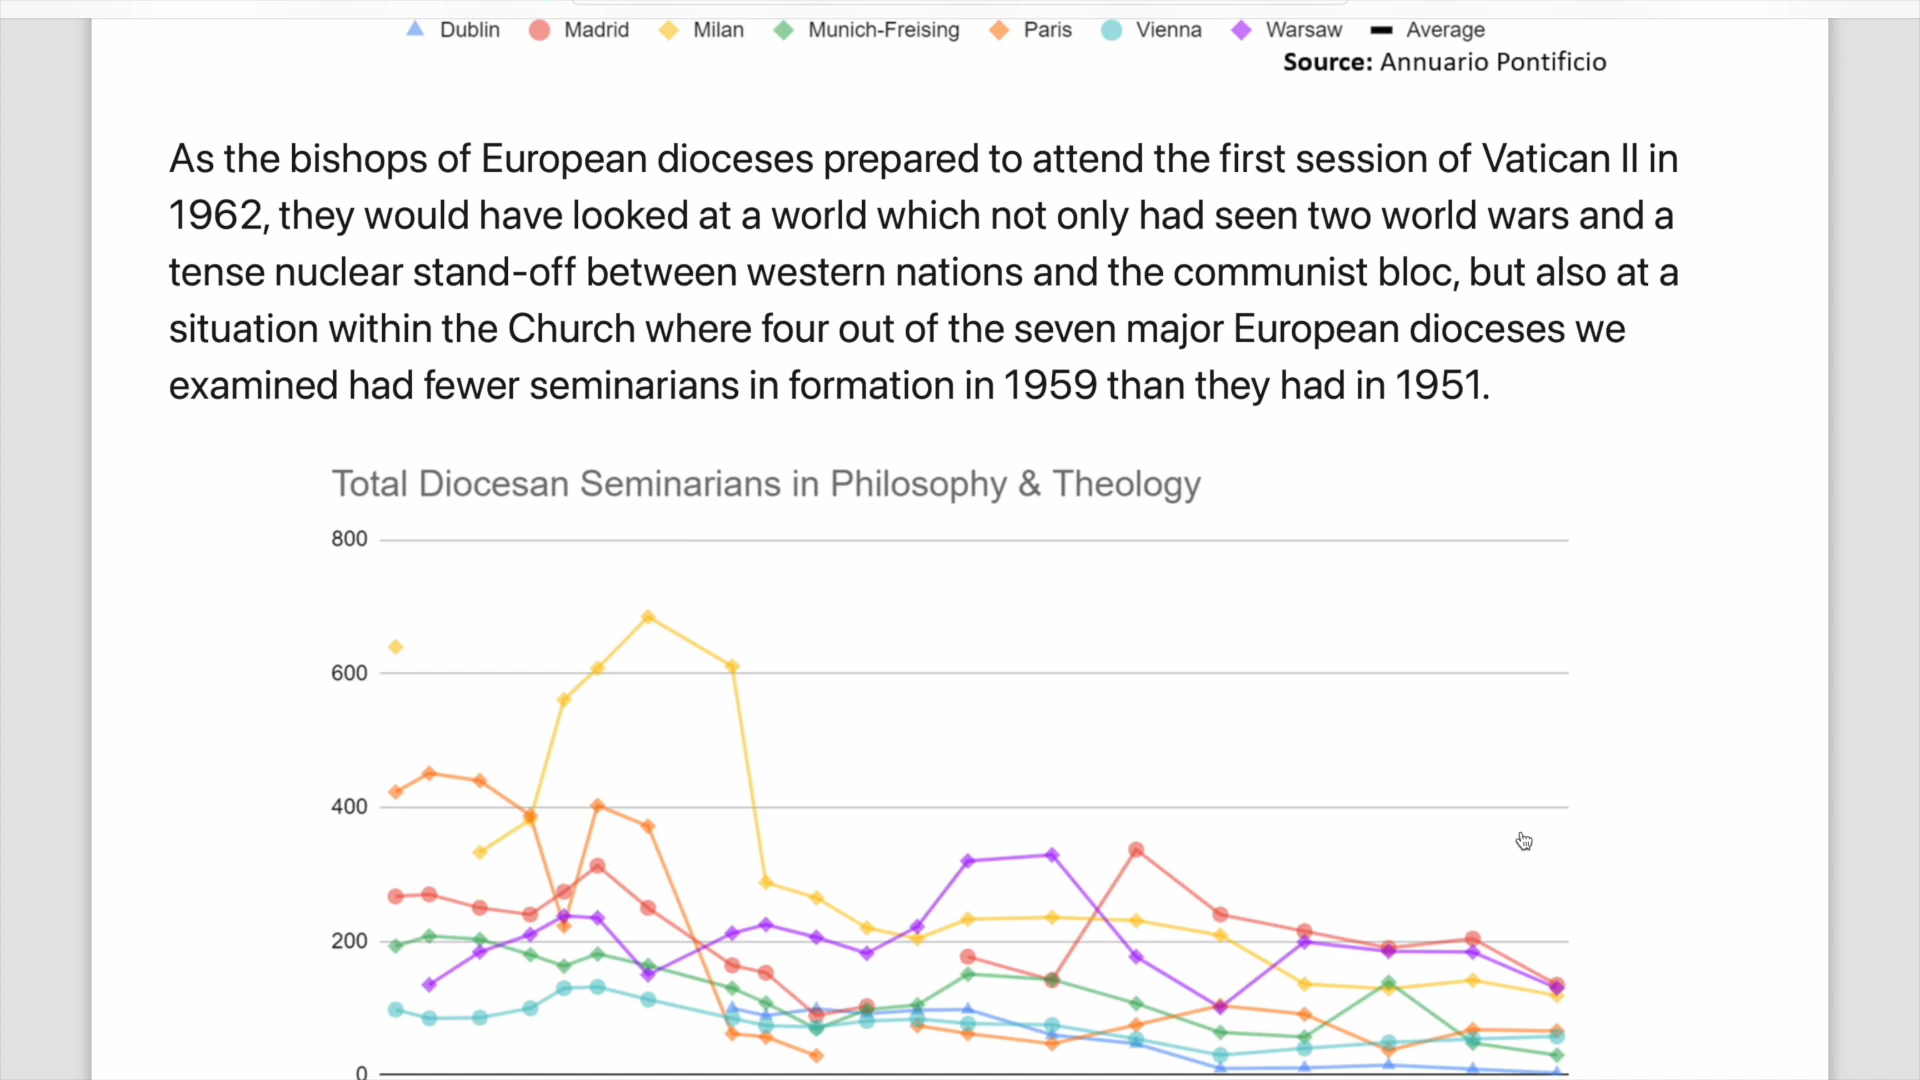 Dublin Madrid Milan Munich-Freising Paris Vienna Warsaw Average
Source: Annuario Pontificio
As the bishops of European dioceses prepared to attend the first session of Vatican II in
1962, they would have looked at a world which not only had seen two world wars and a
tense nuclear stand-off between western nations and the communist bloc, but also at a
situation within the Church where four out of the seven major European dioceses we
examined had fewer seminarians in formation in 1959 than they had in 1951.
Total Diocesan Seminarians in Philosophy & Theology
800
600
400
200
0